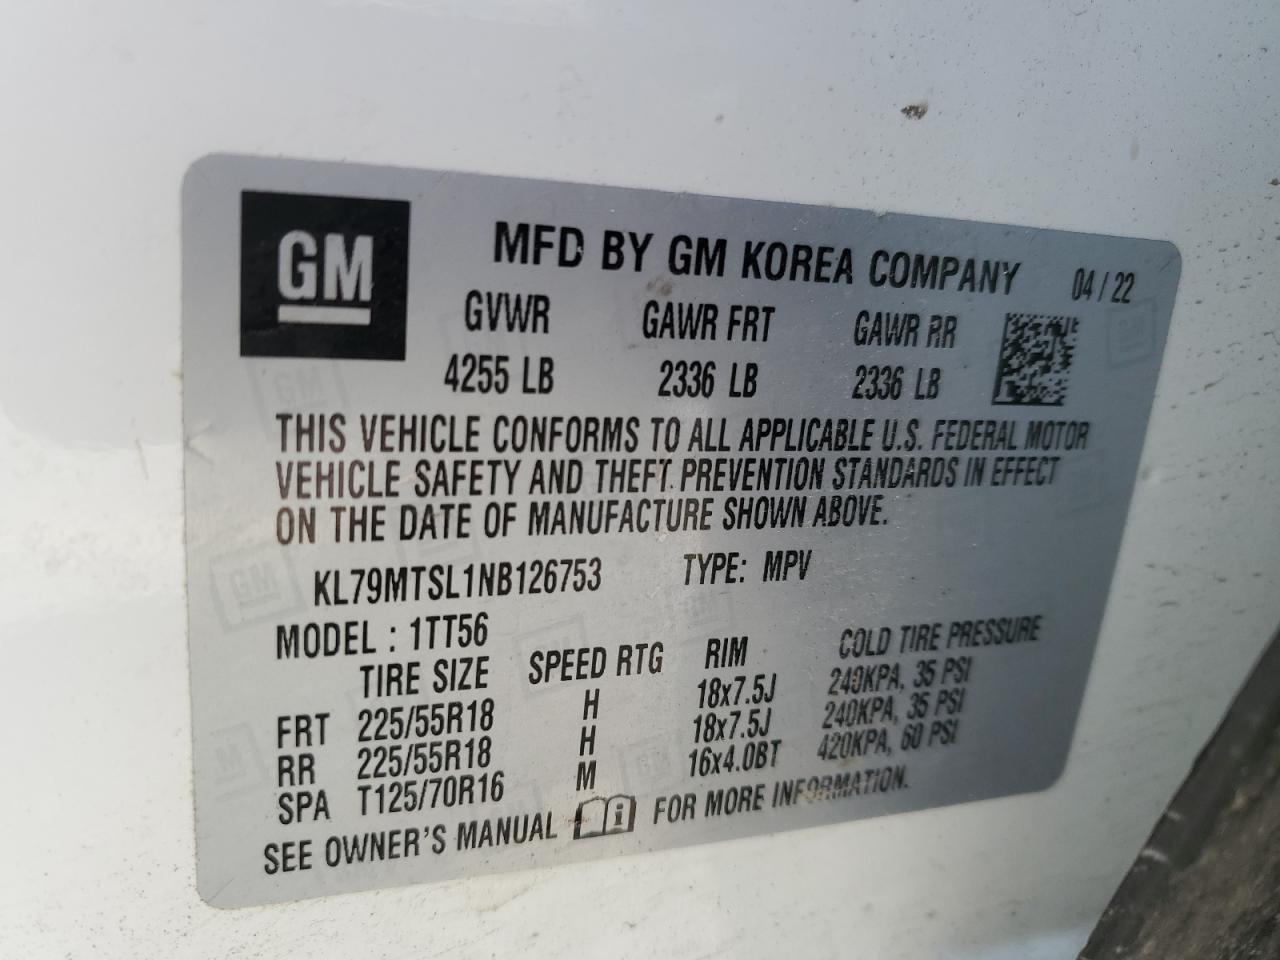 GM
MFD BY GM KOREA COMPANY 04 / 22
GVWR GAWR FRT GAWR RR
4255 LB 2336 LB 2336 LB
THIS VEHICLE CONFORMS TO ALL APPLICABLE U.S. FEDERAL MOTOR
VEHICLE SAFETY AND THEFT PREVENTION STANDARDS IN EFFECT
ON THE DATE OF MANUFACTURE SHOWN ABOVE.
KL79MTSL1NB126753 TYPE: MPV
MODEL : 1TT56
TIRE SIZE SPEED RTG RIM COLD TIRE PRESSURE
FRT 225/55R18 H 18x7.5J 240KPA, 35 PSI
RR 225/55R18 H 18x7.5J 240KPA, 35 PSI
SPA T125/70R16 M 16x4.0BT 420KPA, 60 PSI
SEE OWNER'S MANUAL i FOR MORE INFORMATION.